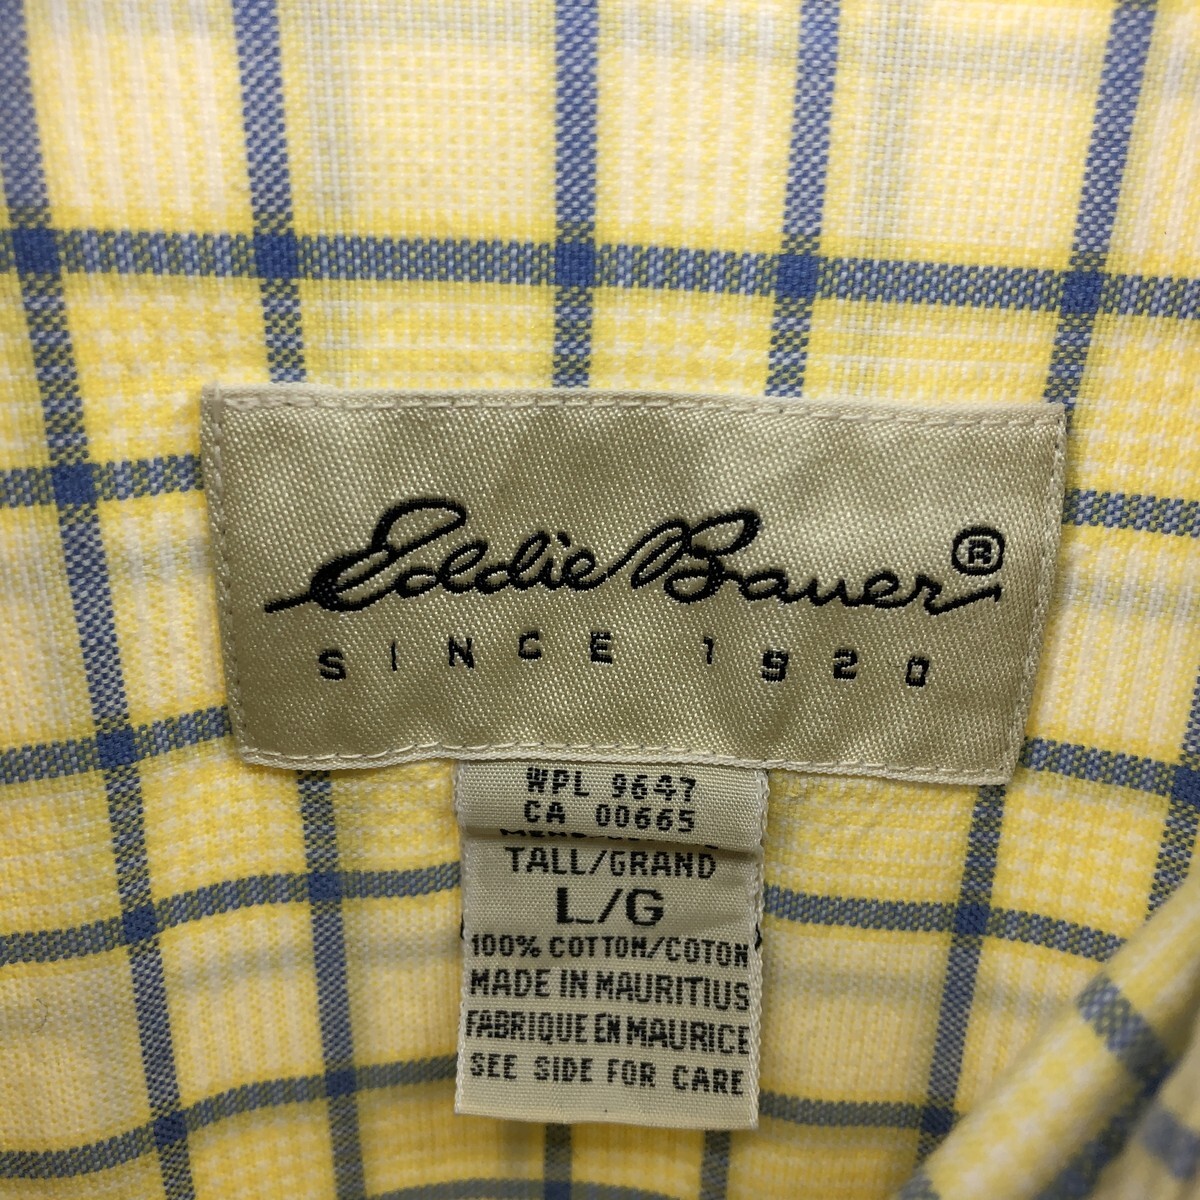 Eddie Bauer®
SINCE 1920
WPL 9647
CA 00665
TALL/GRAND
L/G
100% COTTON/COTON
MADE IN MAURITIUS
FABRIQUE EN MAURICE
SEE SIDE FOR CARE